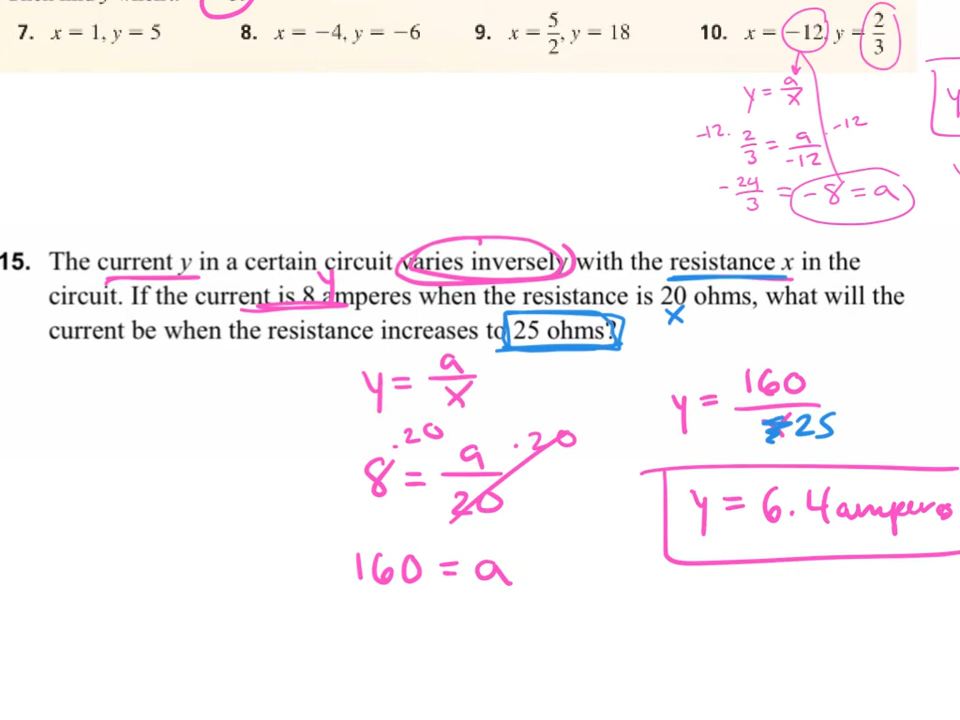 7. x = 1, y = 5 8. x = −4, y = −6 9. x = 5/2, y = 18 10. x = −12, y = 2/3
y = a/x
-12 · 2/3 = a/-12 · -12
-24/3 = -8 = a
15. The current y in a certain circuit varies inversely with the resistance x in the
circuit. If the current is 8 amperes when the resistance is 20 ohms, what will the
current be when the resistance increases to 25 ohms?
y
x
y = a/x
8 · 20 = a/20 · 20
160 = a
y = 160/25
y = 6.4 amperes